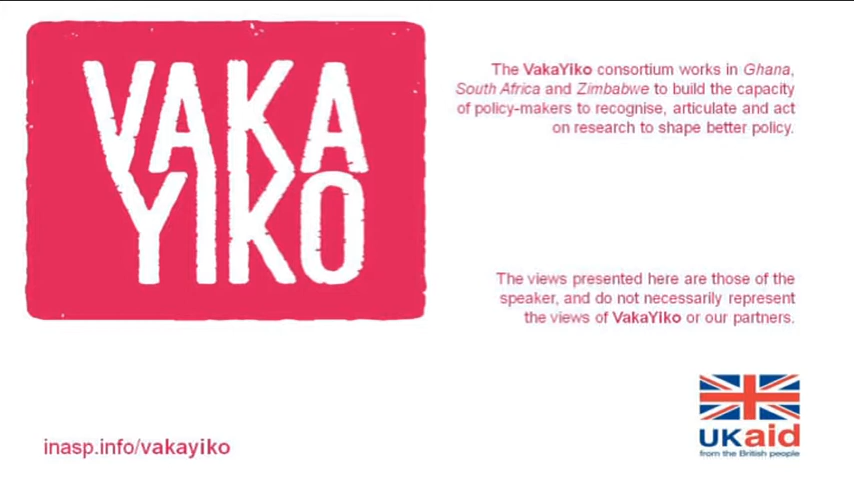 VAKA
YIKO
The VakaYiko consortium works in Ghana,
South Africa and Zimbabwe to build the capacity
of policy-makers to recognise, articulate and act
on research to shape better policy.
The views presented here are those of the
speaker, and do not necessarily represent
the views of VakaYiko or our partners.
inasp.info/vakayiko
UKaid
from the British people